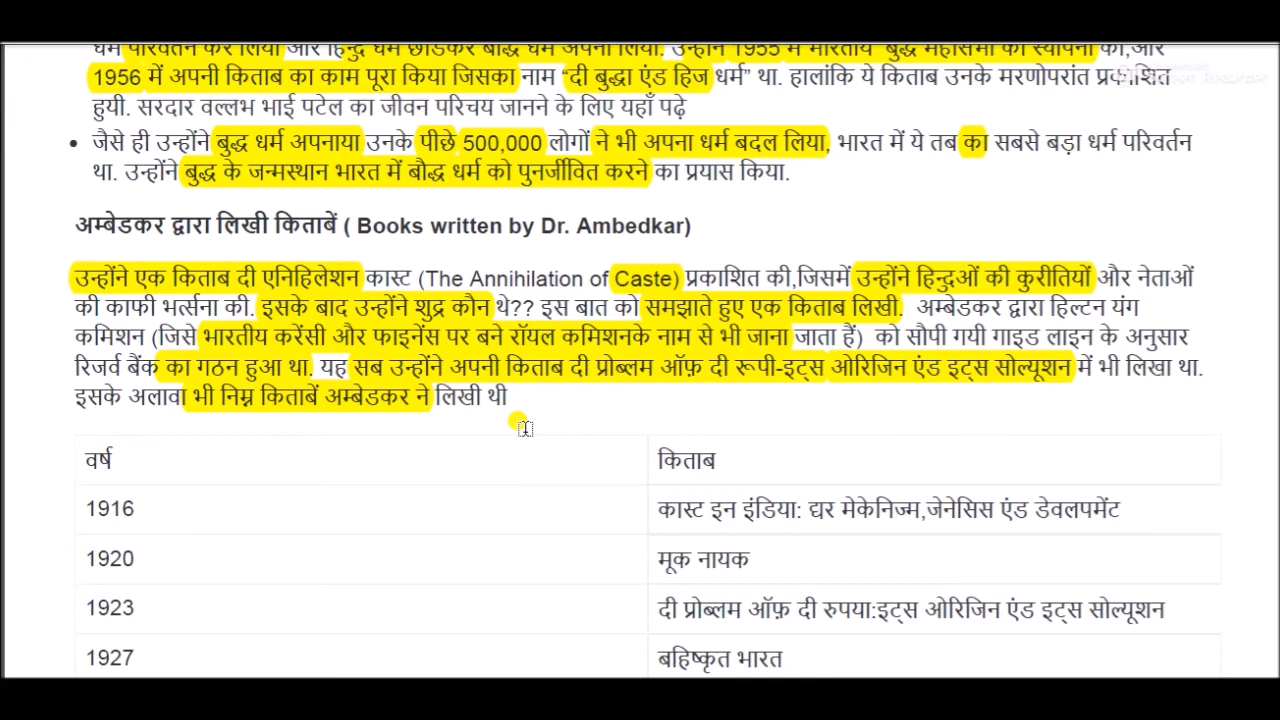 धर्म परिवर्तन कर लिया और हिन्दू धर्म छोडकर बौद्ध धर्म अपना लिया. उन्होंने 1955 में भारतीय बुद्ध महासभा की स्थापना की,और
1956 में अपनी किताब का काम पूरा किया जिसका नाम “दी बुद्धा एंड हिज धर्म” था. हालांकि ये किताब उनके मरणोपरांत प्रकाशित
हुयी. सरदार वल्लभ भाई पटेल का जीवन परिचय जानने के लिए यहाँ पढ़े
• जैसे ही उन्होंने बुद्ध धर्म अपनाया उनके पीछे 500,000 लोगों ने भी अपना धर्म बदल लिया, भारत में ये तब का सबसे बड़ा धर्म परिवर्तन
था. उन्होंने बुद्ध के जन्मस्थान भारत में बौद्ध धर्म को पुनर्जीवित करने का प्रयास किया.
अम्बेडकर द्वारा लिखी किताबें ( Books written by Dr. Ambedkar)
उन्होंने एक किताब दी एनिहिलेशन कास्ट (The Annihilation of Caste) प्रकाशित की,जिसमें उन्होंने हिन्दुओं की कुरीतियों और नेताओं
की काफी भर्त्सना की. इसके बाद उन्होंने शुद्र कौन थे?? इस बात को समझाते हुए एक किताब लिखी. अम्बेडकर द्वारा हिल्टन यंग
कमिशन (जिसे भारतीय करेंसी और फाइनेंस पर बने रॉयल कमिशनके नाम से भी जाना जाता हैं) को सौपी गयी गाइड लाइन के अनुसार
रिजर्व बैंक का गठन हुआ था. यह सब उन्होंने अपनी किताब दी प्रोब्लम ऑफ़ दी रूपी-इट्स ओरिजिन एंड इट्स सोल्यूशन में भी लिखा था.
इसके अलावा भी निम्न किताबें अम्बेडकर ने लिखी थी
वर्ष किताब
1916 कास्ट इन इंडिया: द्यर मेकेनिज्म,जेनेसिस एंड डेवलपमेंट
1920 मूक नायक
1923 दी प्रोब्लम ऑफ़ दी रुपया:इट्स ओरिजिन एंड इट्स सोल्यूशन
1927 बहिष्कृत भारत